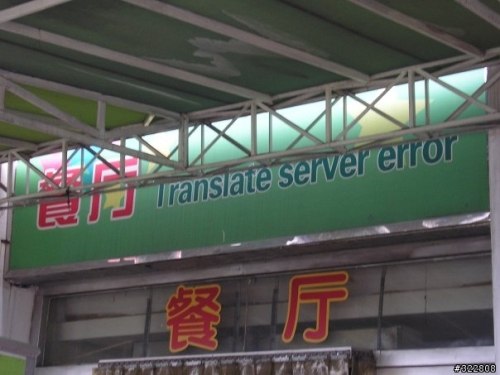 餐厅 Translate server error
餐厅
#322808